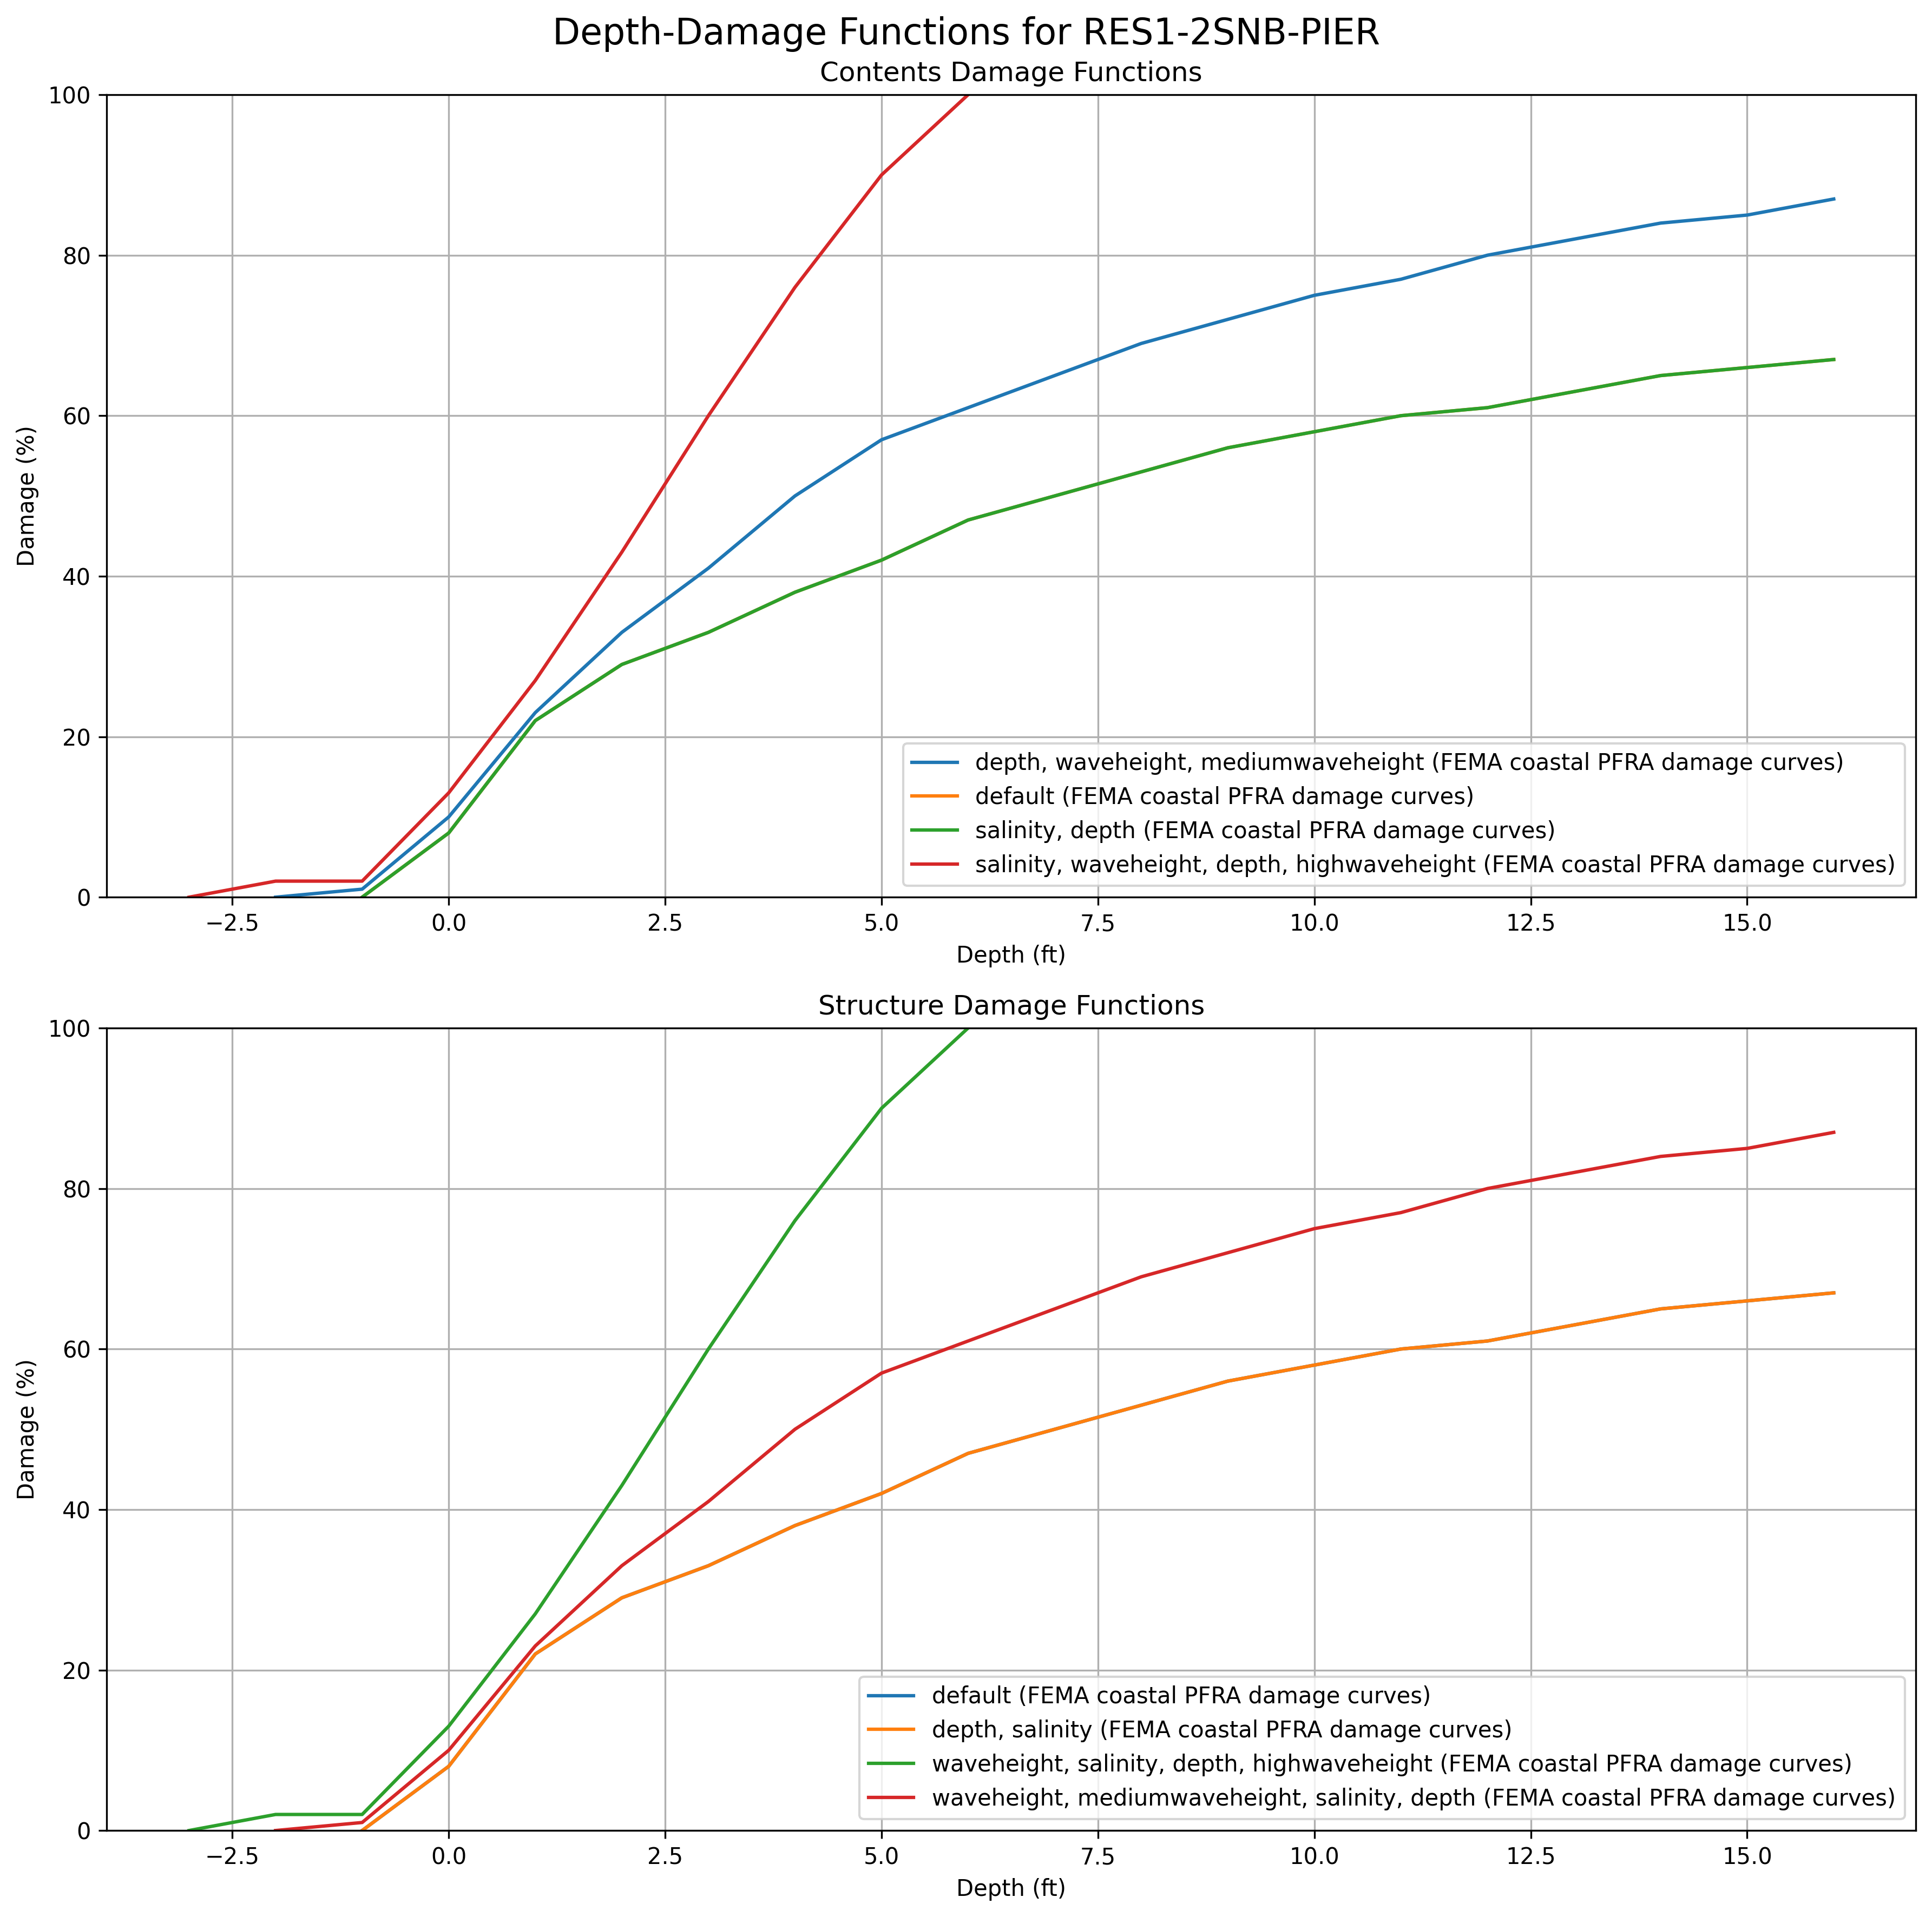 Depth-Damage Functions for RES1-2SNB-PIER
Contents Damage Functions
100
80
60
40
20
0
Damage (%)
−2.5 0.0 2.5 5.0 7.5 10.0 12.5 15.0
Depth (ft)
depth, waveheight, mediumwaveheight (FEMA coastal PFRA damage curves)
default (FEMA coastal PFRA damage curves)
salinity, depth (FEMA coastal PFRA damage curves)
salinity, waveheight, depth, highwaveheight (FEMA coastal PFRA damage curves)
Structure Damage Functions
100
80
60
40
20
0
Damage (%)
−2.5 0.0 2.5 5.0 7.5 10.0 12.5 15.0
Depth (ft)
default (FEMA coastal PFRA damage curves)
depth, salinity (FEMA coastal PFRA damage curves)
waveheight, salinity, depth, highwaveheight (FEMA coastal PFRA damage curves)
waveheight, mediumwaveheight, salinity, depth (FEMA coastal PFRA damage curves)